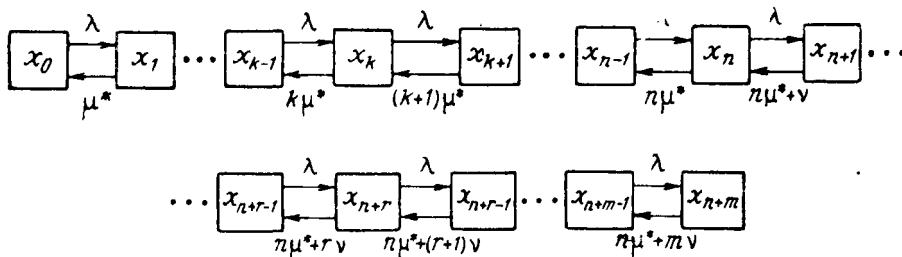 λ λ λ λ
x₀ x₁ ••• xₖ₋₁ xₖ xₖ₊₁ ••• xₙ₋₁ xₙ xₙ₊₁ •••
μ* kμ* (k+1)μ* nμ* nμ*+ν
λ λ λ
••• xₙ₊ᵣ₋₁ xₙ₊ᵣ xₙ₊ᵣ₋₁ ••• xₙ₊ₘ₋₁ xₙ₊ₘ
nμ*+rν nμ*+(r+1)ν nμ*+mν